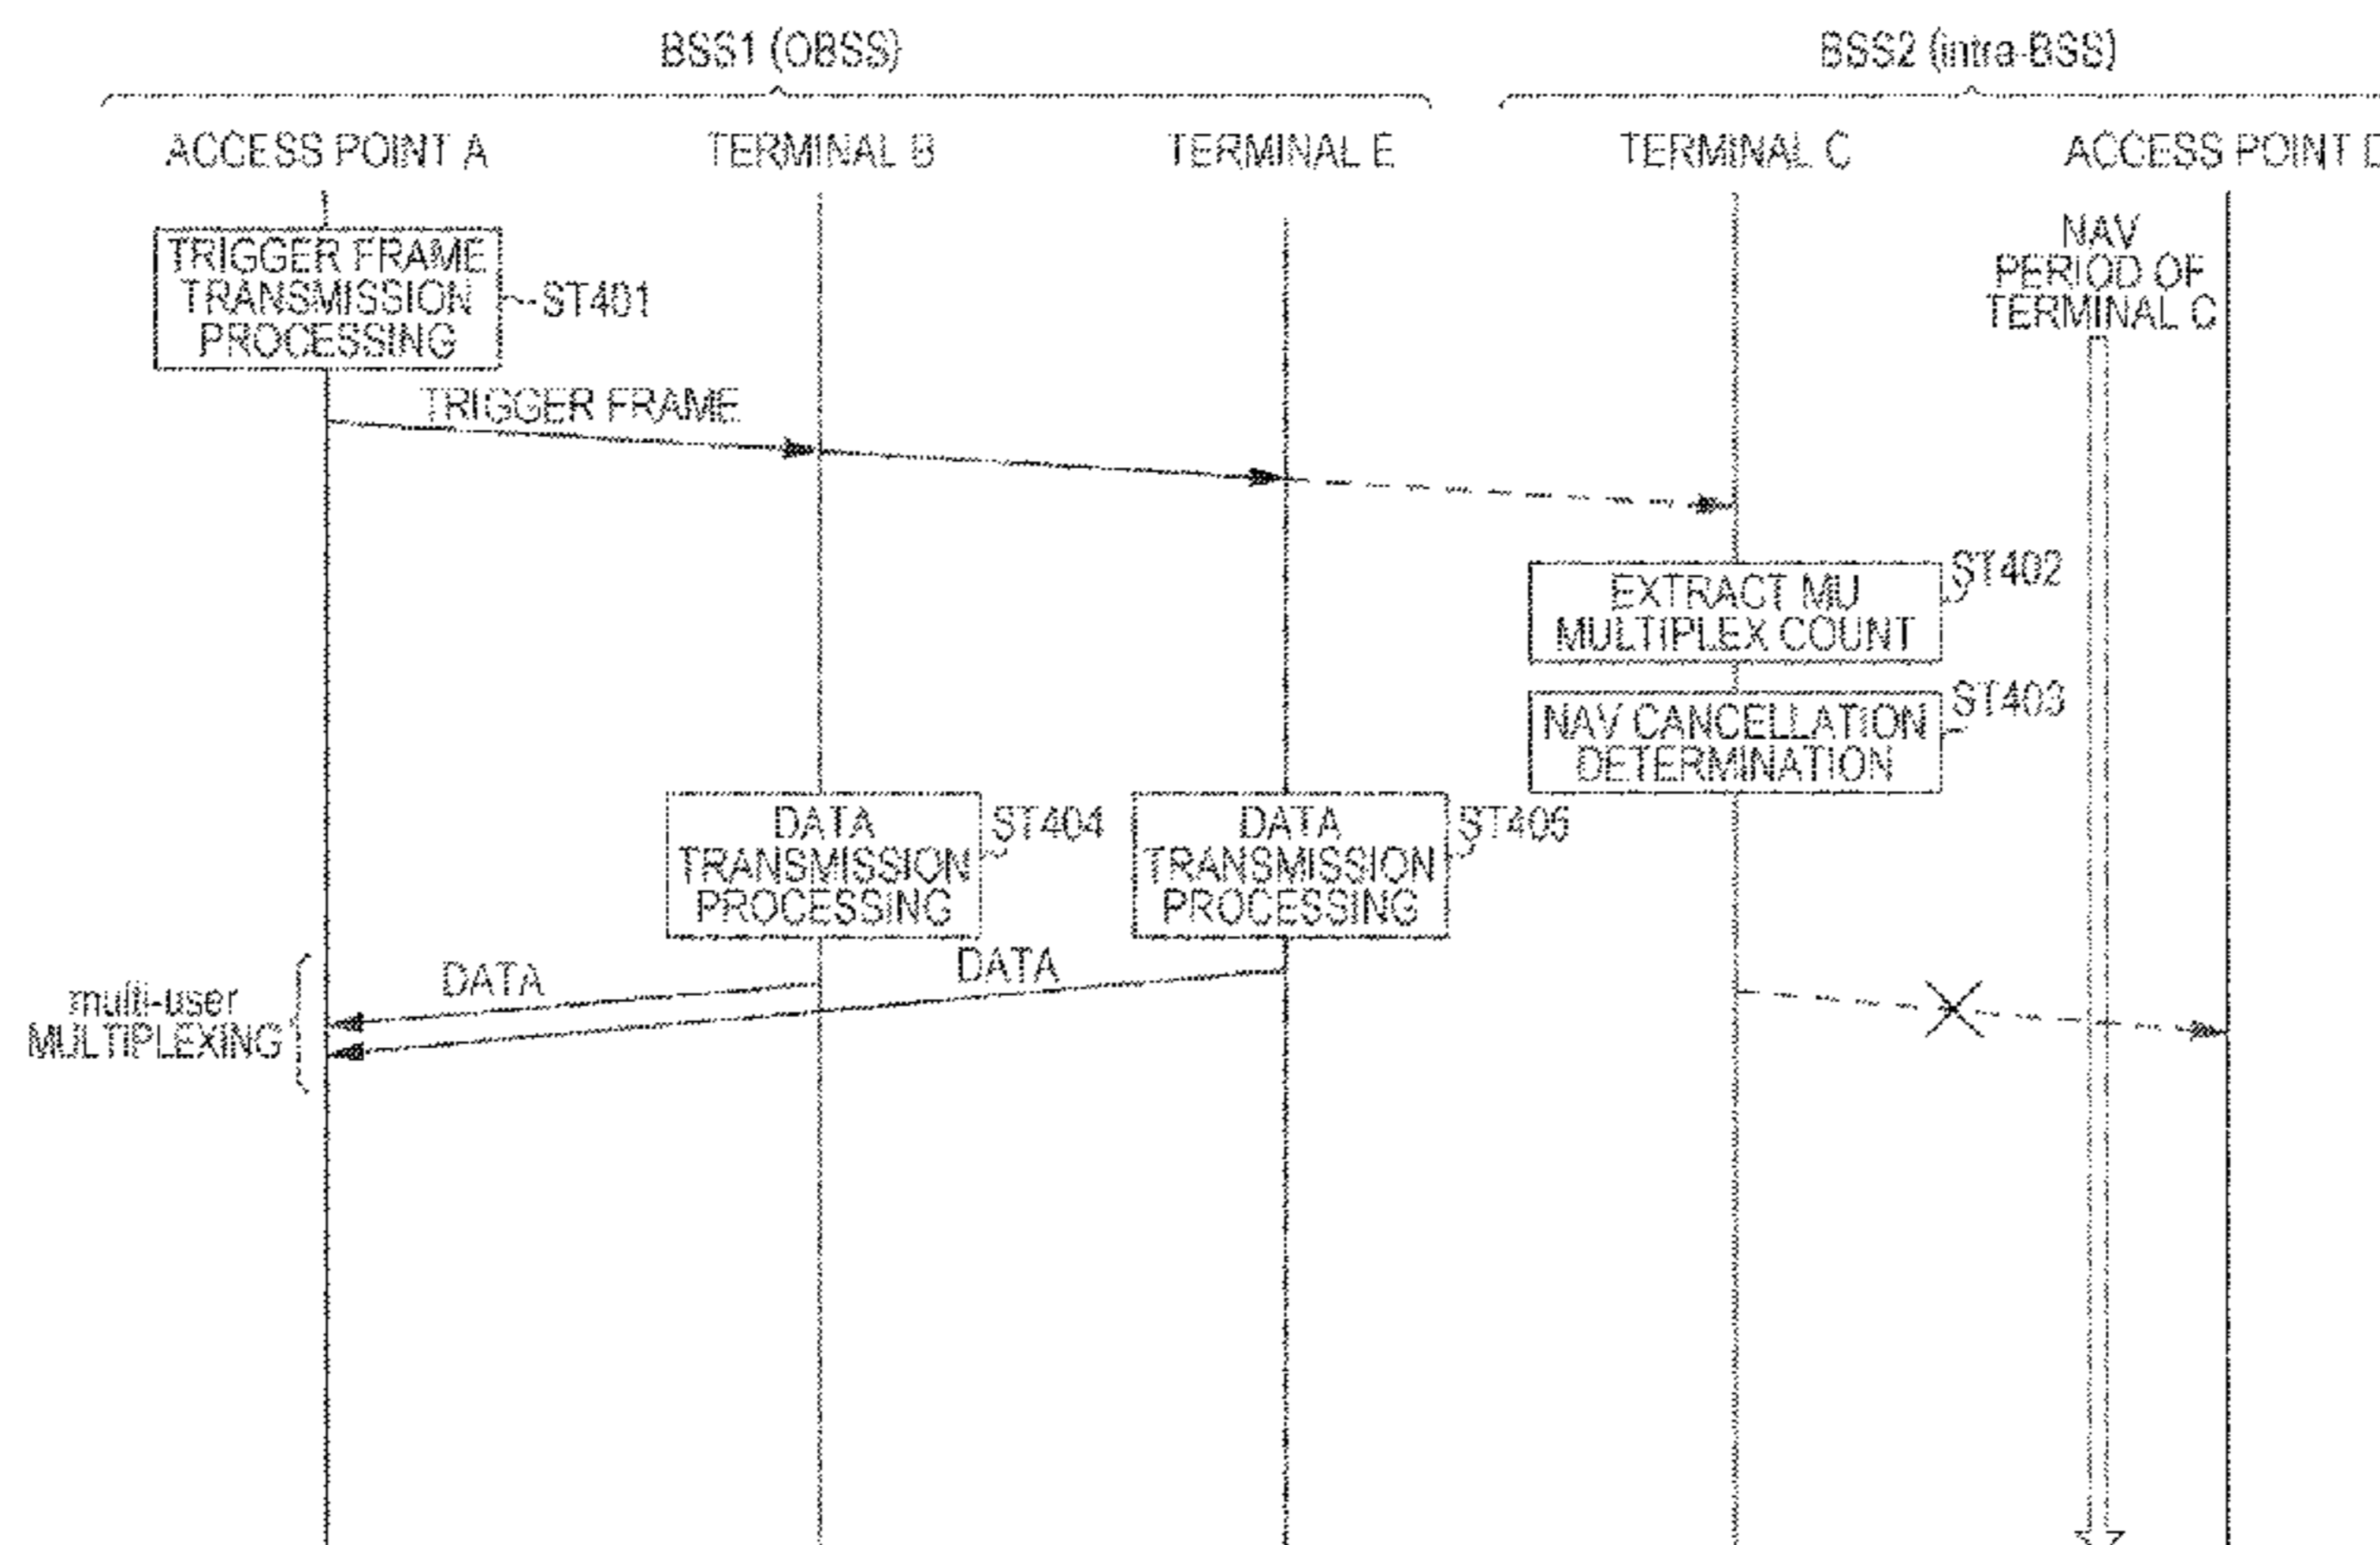 BSS1 (OBSS)
BSS2 (intra-BSS)
ACCESS POINT A
TERMINAL B
TERMINAL E
TERMINAL C
ACCESS POINT D
TRIGGER FRAME
TRANSMISSION
PROCESSING
ST401
NAV
PERIOD OF
TERMINAL C
TRIGGER FRAME
EXTRACT MU
MULTIPLEX COUNT
ST402
NAV CANCELLATION
DETERMINATION
ST403
DATA
TRANSMISSION
PROCESSING
ST404
DATA
TRANSMISSION
PROCESSING
DATA
DATA
multi-user
MULTIPLEXING